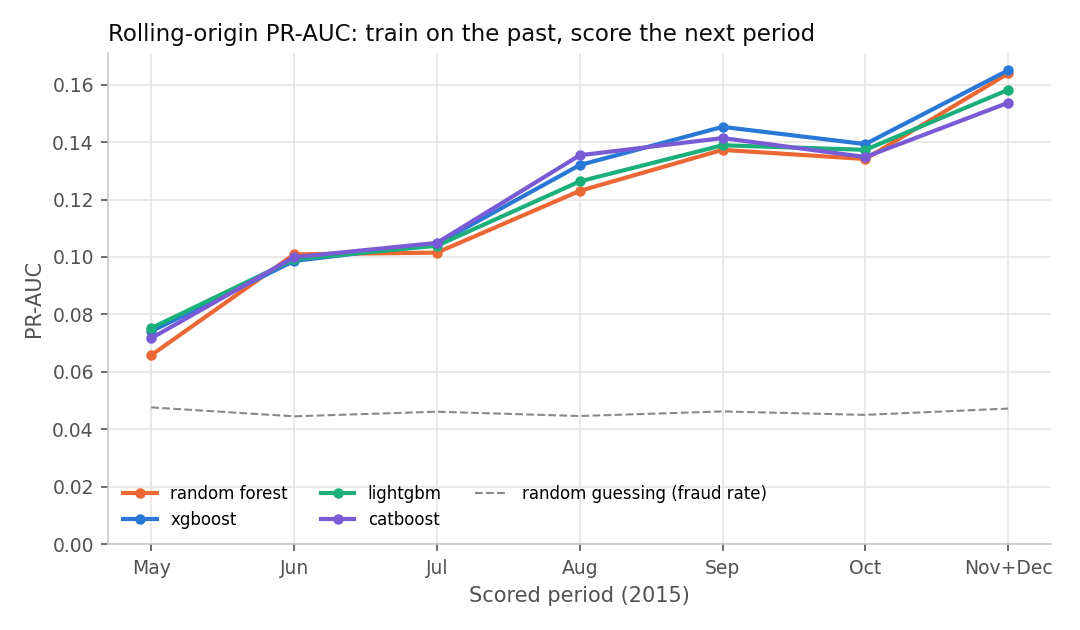 Rolling-origin PR-AUC: train on the past, score the next period
PR-AUC
0.16
0.14
0.12
0.10
0.08
0.06
0.04
0.02
0.00
random forest
xgboost
lightgbm
catboost
random guessing (fraud rate)
May Jun Jul Aug Sep Oct Nov+Dec
Scored period (2015)